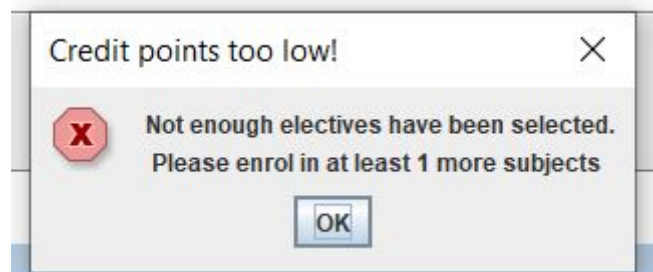 Credit points too low!
Not enough electives have been selected.
Please enrol in at least 1 more subjects
OK